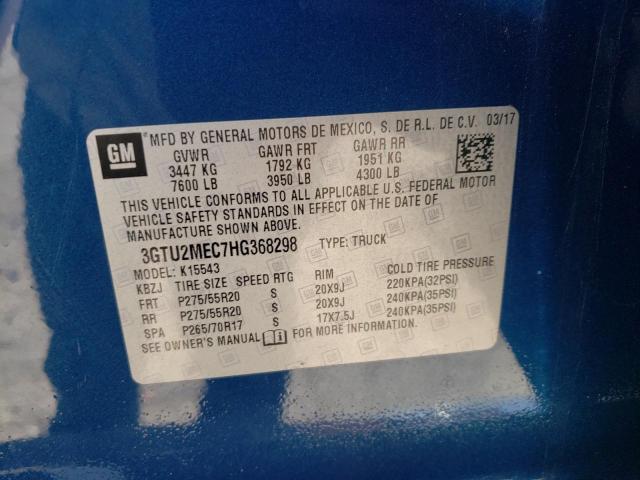 GM MFD BY GENERAL MOTORS DE MEXICO, S. DE R.L. DE C.V. 03/17
GVWR GAWR FRT GAWR RR
3447 KG 1792 KG 1951 KG
7600 LB 3950 LB 4300 LB
THIS VEHICLE CONFORMS TO ALL APPLICABLE U.S. FEDERAL MOTOR
VEHICLE SAFETY STANDARDS IN EFFECT ON THE DATE OF
MANUFACTURE SHOWN ABOVE.
3GTU2MEC7HG368298 TYPE: TRUCK
MODEL: K15543
KBZJ TIRE SIZE SPEED RTG RIM COLD TIRE PRESSURE
FRT P275/55R20 S 20X9J 220KPA(32PSI)
RR P275/55R20 S 20X9J 240KPA(35PSI)
SPA P265/70R17 S 17X7.5J 240KPA(35PSI)
SEE OWNER'S MANUAL FOR MORE INFORMATION.